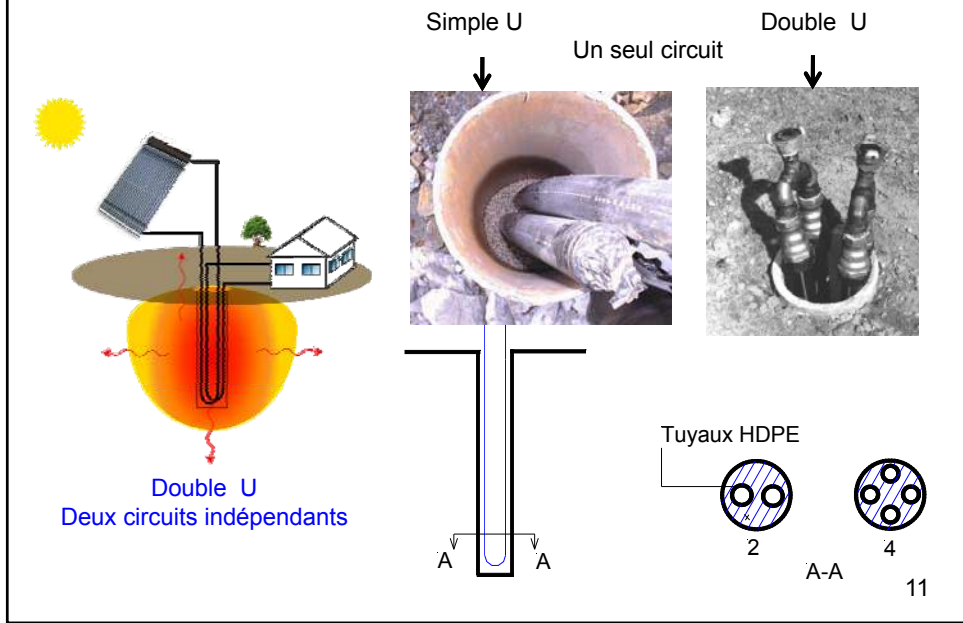 Simple U
Un seul circuit
Double U
Double U
Deux circuits indépendants
Tuyaux HDPE
A
A
2
4
A-A
11